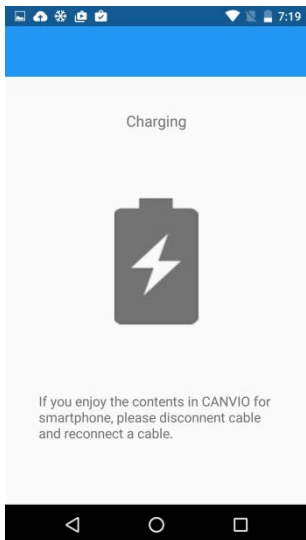 7:19
Charging
If you enjoy the contents in CANVIO for
smartphone, please disconnent cable
and reconnect a cable.